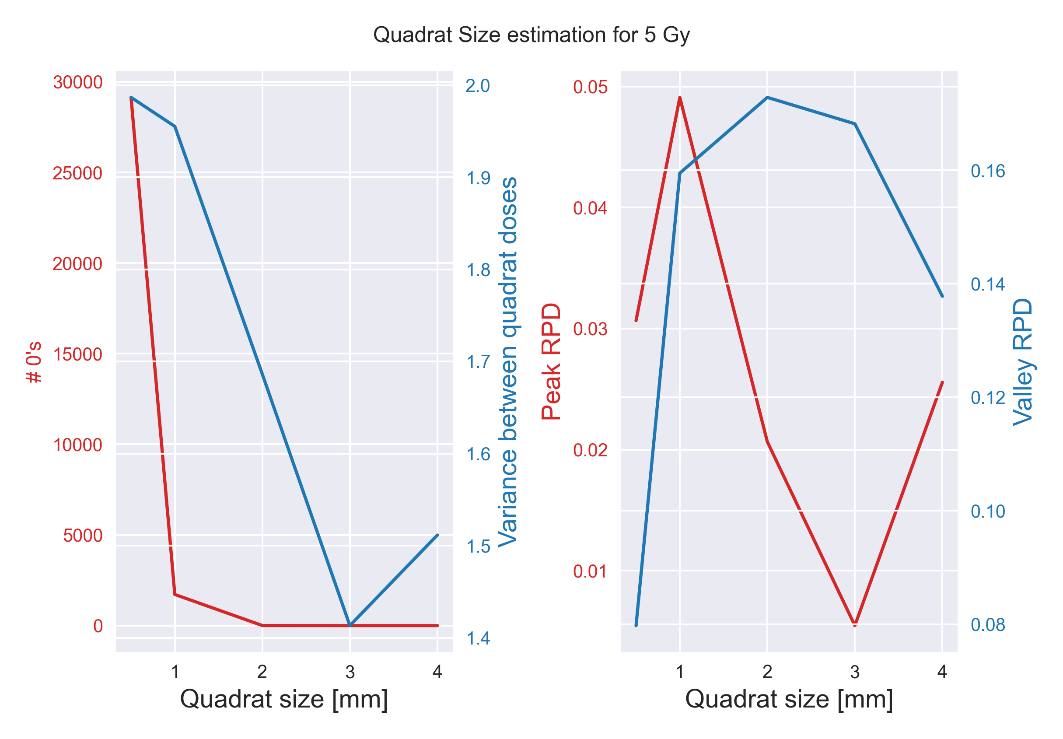 Quadrat Size estimation for 5 Gy
30000
25000
20000
15000
10000
5000
0
# 0's
2.0
1.9
1.8
1.7
1.6
1.5
1.4
Variance between quadrat doses
1 2 3 4
Quadrat size [mm]
0.05
0.04
0.03
0.02
0.01
Peak RPD
0.16
0.14
0.12
0.10
0.08
Valley RPD
1 2 3 4
Quadrat size [mm]